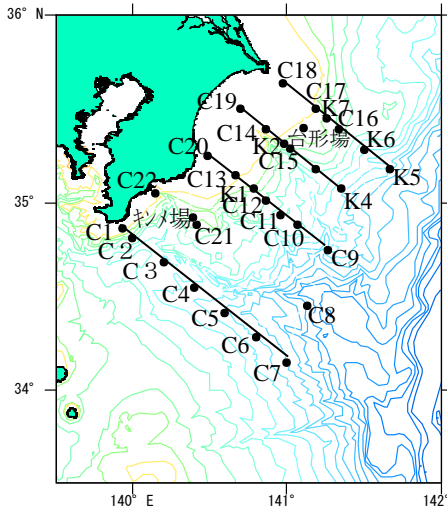 36° N
C18
C17
C19
K7
C16
C14
台形場
K2
K6
C20
C15
K5
C13
C22
K1
K4
35°
C12
ｷﾝﾒ場
C11
C1
C21
C10
C２
C9
C３
C4
C8
C5
C6
C7
34°
140° E
141°
142°